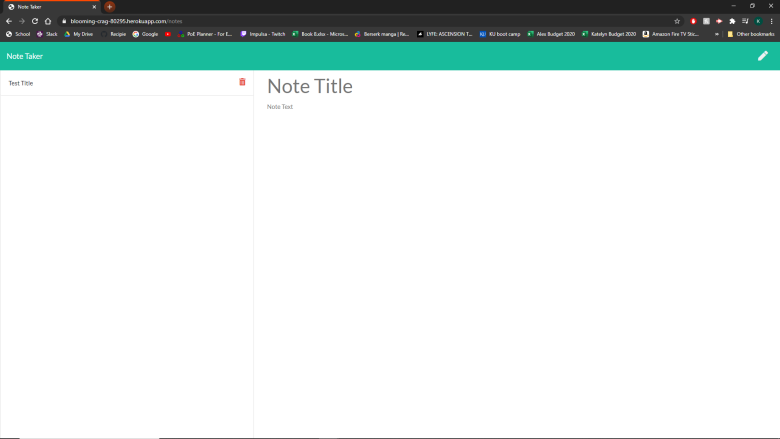 Note Taker
blooming-crag-80295.herokuapp.com/notes
School Slack My Drive Recipie Google PoE Planner - For E... Impulsa - Twitch Book Exiso - Micros... Berserk manga | Ra... LYFE: ASCENSION T... KU boot camp Alex Budget 2020 Katelyn Budget 2020 Amazon Fire TV Stic... » Other bookmarks
Note Taker
Test Title
Note Title
Note Text